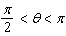 π/2 < θ < π